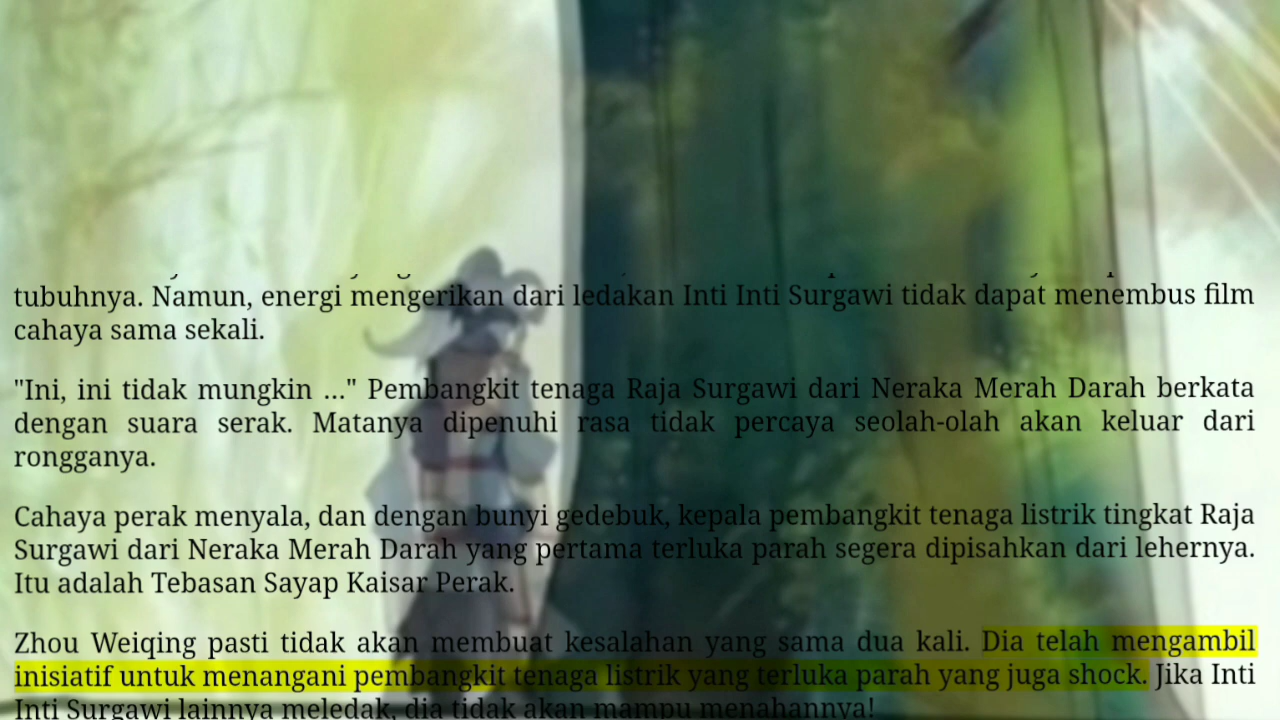 tubuhnya. Namun, energi mengerikan dari ledakan Inti Inti Surgawi tidak dapat menembus film
cahaya sama sekali.
"Ini, ini tidak mungkin ..." Pembangkit tenaga Raja Surgawi dari Neraka Merah Darah berkata
dengan suara serak. Matanya dipenuhi rasa tidak percaya seolah-olah akan keluar dari
rongganya.
Cahaya perak menyala, dan dengan bunyi gedebuk, kepala pembangkit tenaga listrik tingkat Raja
Surgawi dari Neraka Merah Darah yang pertama terluka parah segera dipisahkan dari lehernya.
Itu adalah Tebasan Sayap Kaisar Perak.
Zhou Weiqing pasti tidak akan membuat kesalahan yang sama dua kali. Dia telah mengambil
inisiatif untuk menangani pembangkit tenaga listrik yang terluka parah yang juga shock. Jika Inti
Inti Surgawi lainnya meledak, dia tidak akan mampu menahannya!